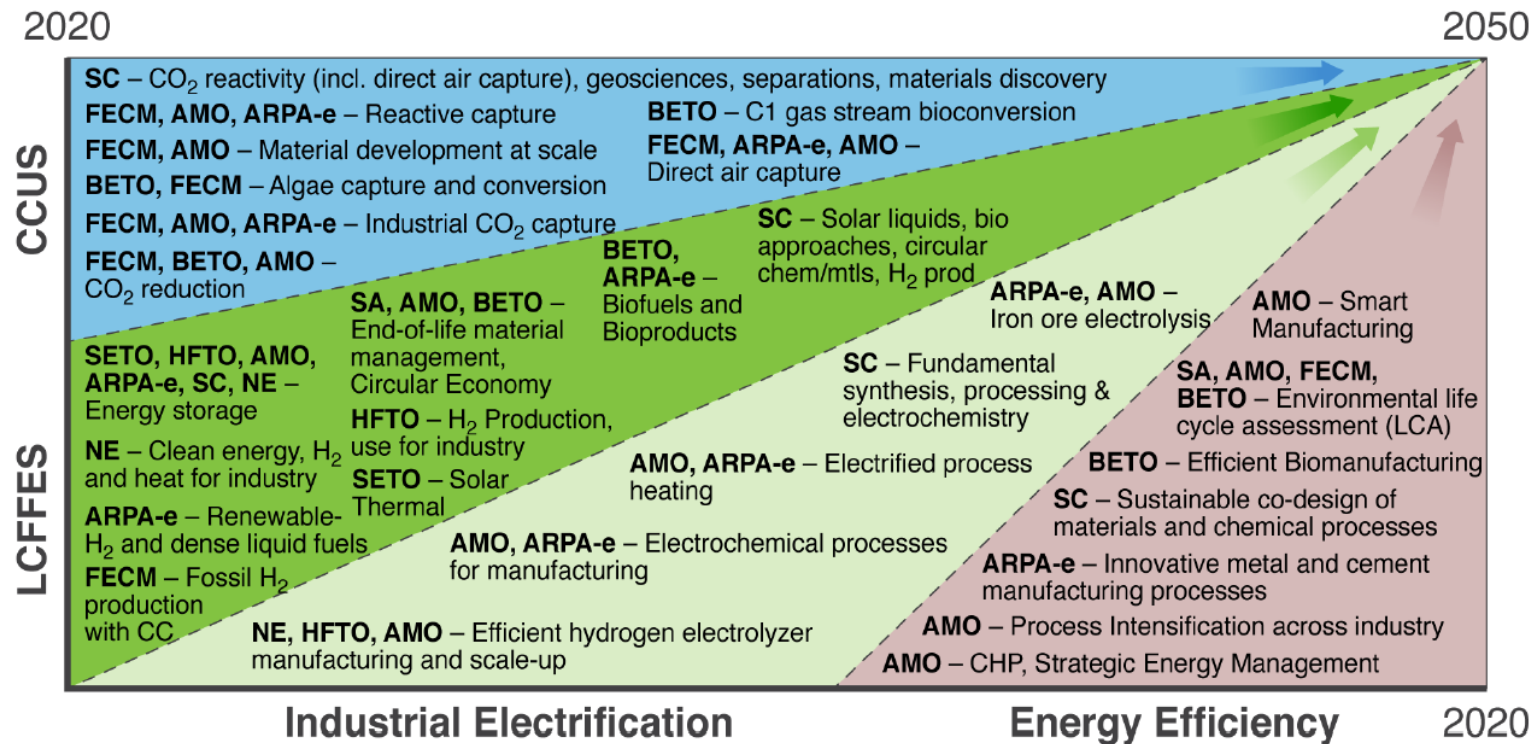 2020
2050
CCUS
SC – CO₂ reactivity (incl. direct air capture), geosciences, separations, materials discovery
FECM, AMO, ARPA-e – Reactive capture
FECM, AMO – Material development at scale
BETO, FECM – Algae capture and conversion
FECM, AMO, ARPA-e – Industrial CO₂ capture
FECM, BETO, AMO –
CO₂ reduction
BETO – C1 gas stream bioconversion
FECM, ARPA-e, AMO –
Direct air capture
LCFFES
SETO, HFTO, AMO,
ARPA-e, SC, NE –
Energy storage
NE – Clean energy, H₂
and heat for industry
ARPA-e – Renewable-
H₂ and dense liquid fuels
FECM – Fossil H₂
production
with CC
SA, AMO, BETO –
End-of-life material
management,
Circular Economy
HFTO – H₂ Production,
use for industry
SETO – Solar
Thermal
BETO,
ARPA-e –
Biofuels and
Bioproducts
SC – Solar liquids, bio
approaches, circular
chem/mtls, H₂ prod
ARPA-e, AMO –
Iron ore electrolysis
SC – Fundamental
synthesis, processing &
electrochemistry
AMO, ARPA-e – Electrified process
heating
AMO, ARPA-e – Electrochemical processes
for manufacturing
NE, HFTO, AMO – Efficient hydrogen electrolyzer
manufacturing and scale-up
AMO – Smart
Manufacturing
SA, AMO, FECM,
BETO – Environmental life
cycle assessment (LCA)
BETO – Efficient Biomanufacturing
SC – Sustainable co-design of
materials and chemical processes
ARPA-e – Innovative metal and cement
manufacturing processes
AMO – Process Intensification across industry
AMO – CHP, Strategic Energy Management
Industrial Electrification
Energy Efficiency
2020